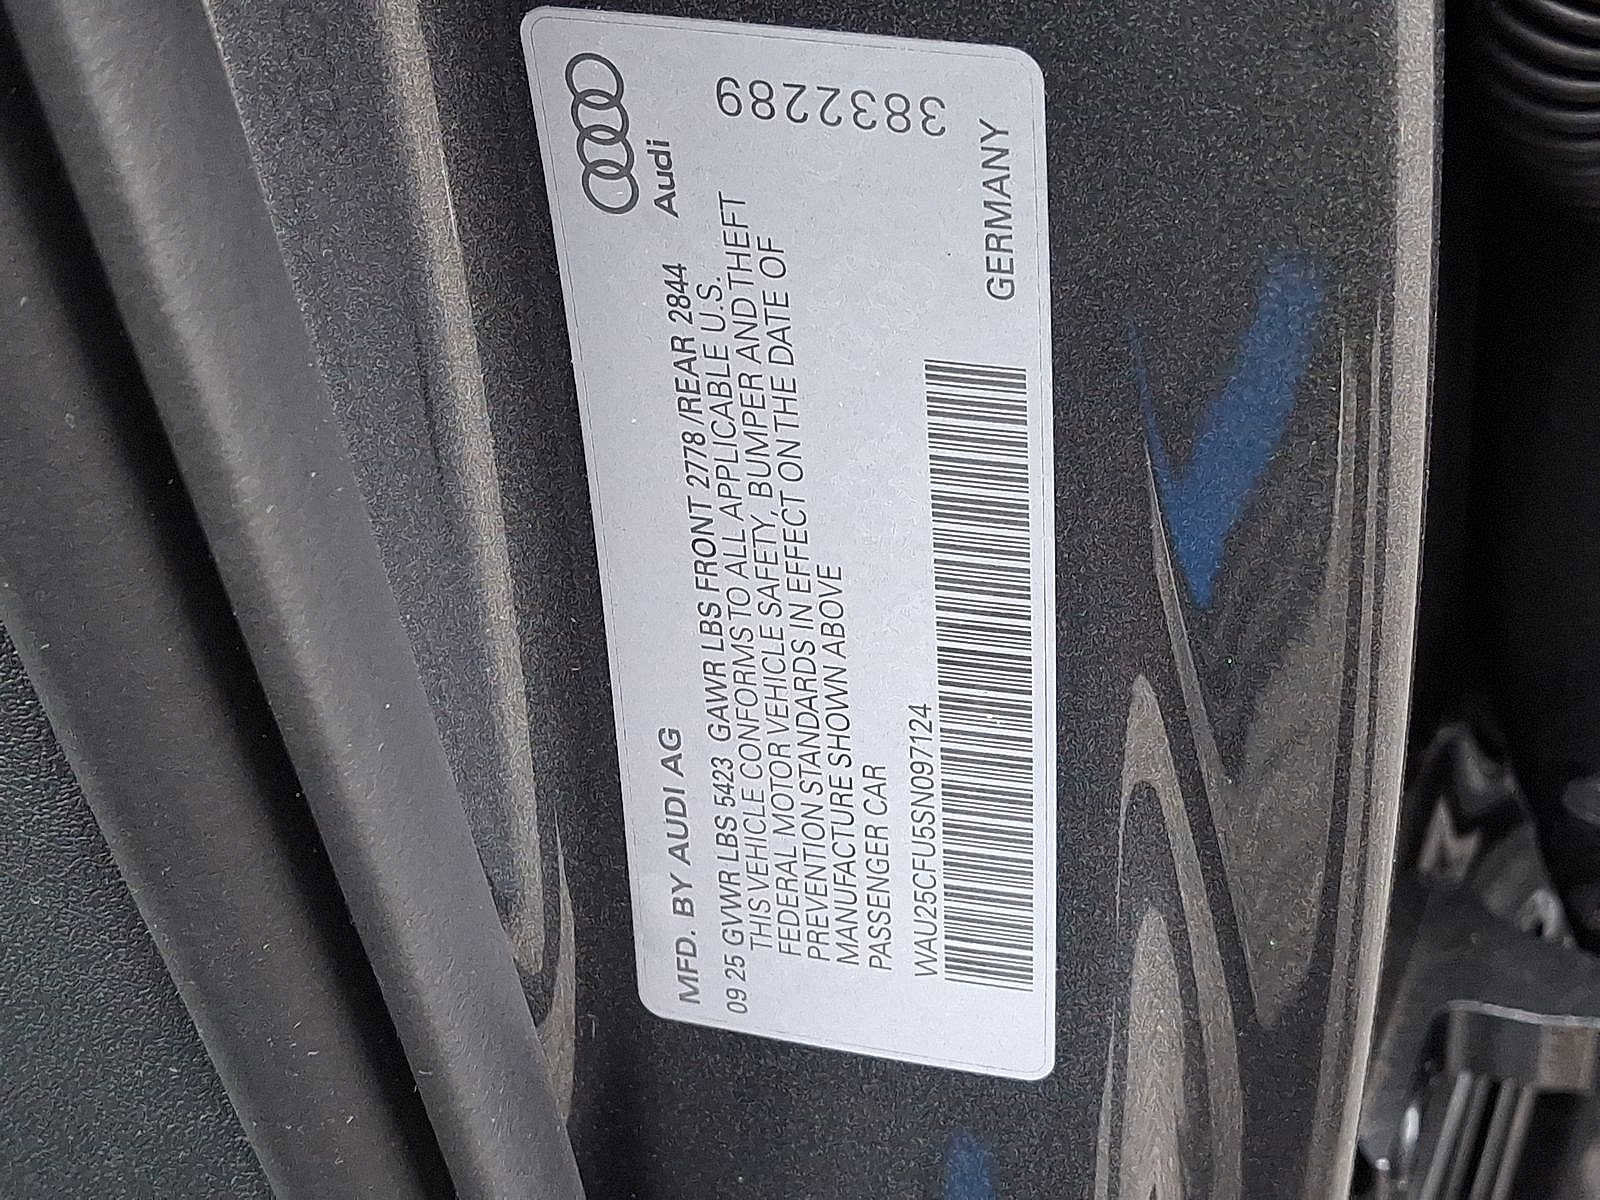 MFD. BY AUDI AG
Audi
09 25 GVWR LBS 5423 GAWR LBS FRONT 2778 /REAR 2844
THIS VEHICLE CONFORMS TO ALL APPLICABLE U.S.
FEDERAL MOTOR VEHICLE SAFETY, BUMPER AND THEFT
PREVENTION STANDARDS IN EFFECT ON THE DATE OF
MANUFACTURE SHOWN ABOVE
PASSENGER CAR
3832289
WAU25CFU5SN097124
GERMANY